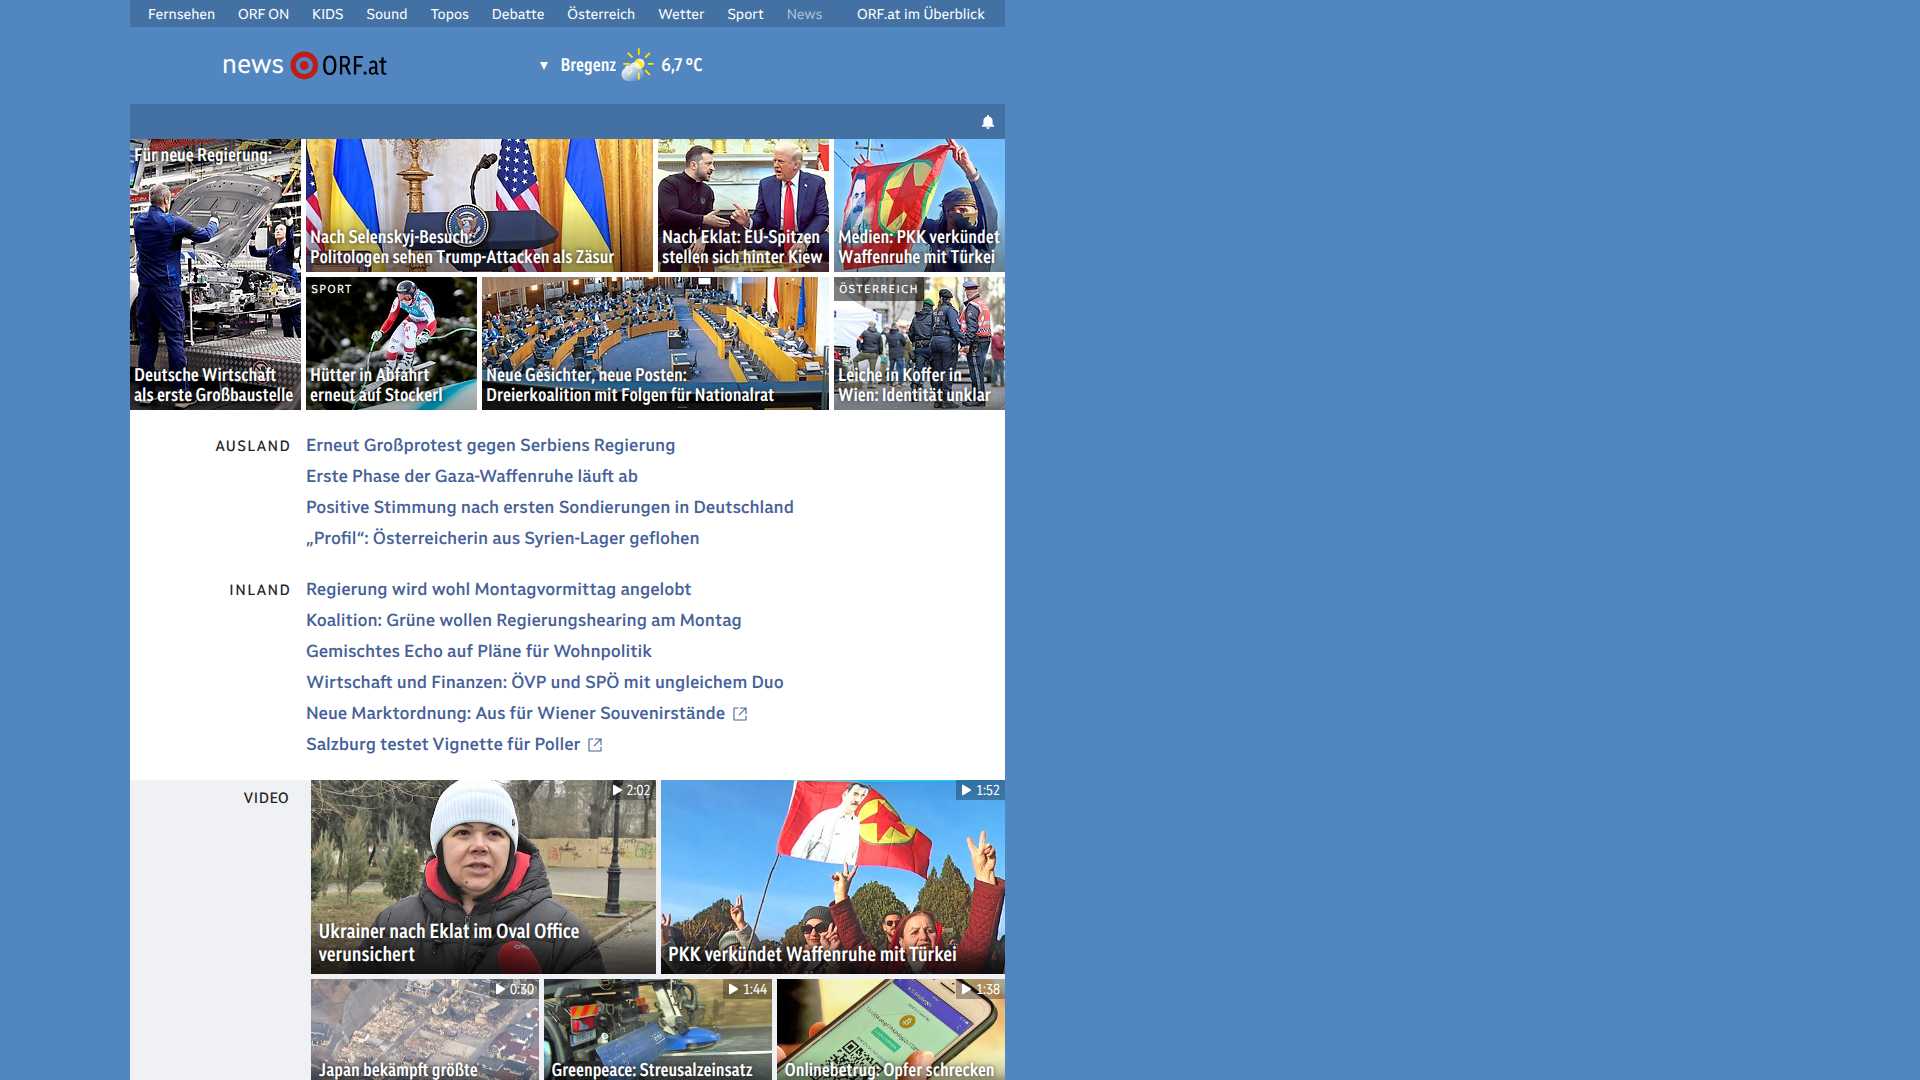 Fernsehen ORF ON KIDS Sound Topos Debatte Österreich Wetter Sport News ORF.at im Überblick
news ORF.at
Bregenz 6,7 °C
Für neue Regierung:
Deutsche Wirtschaft
als erste Großbaustelle
Nach Selenskyj-Besuch:
Politologen sehen Trump-Attacken als Zäsur
Nach Eklat: EU-Spitzen
stellen sich hinter Kiew
Medien: PKK verkündet
Waffenruhe mit Türkei
SPORT
Hütter in Abfahrt
erneut auf Stockerl
Neue Gesichter, neue Posten:
Dreierkoalition mit Folgen für Nationalrat
ÖSTERREICH
Leiche in Koffer in
Wien: Identität unklar
AUSLAND
Erneut Großprotest gegen Serbiens Regierung
Erste Phase der Gaza-Waffenruhe läuft ab
Positive Stimmung nach ersten Sondierungen in Deutschland
„Profil“: Österreicherin aus Syrien-Lager geflohen
INLAND
Regierung wird wohl Montagvormittag angelobt
Koalition: Grüne wollen Regierungshearing am Montag
Gemischtes Echo auf Pläne für Wohnpolitik
Wirtschaft und Finanzen: ÖVP und SPÖ mit ungleichem Duo
Neue Marktordnung: Aus für Wiener Souvenirstände
Salzburg testet Vignette für Poller
VIDEO
2:02
Ukrainer nach Eklat im Oval Office
verunsichert
1:52
PKK verkündet Waffenruhe mit Türkei
0:30
Japan bekämpft größte
1:44
Greenpeace: Streusalzeinsatz
1:38
Onlinebetrug: Opfer schrecken